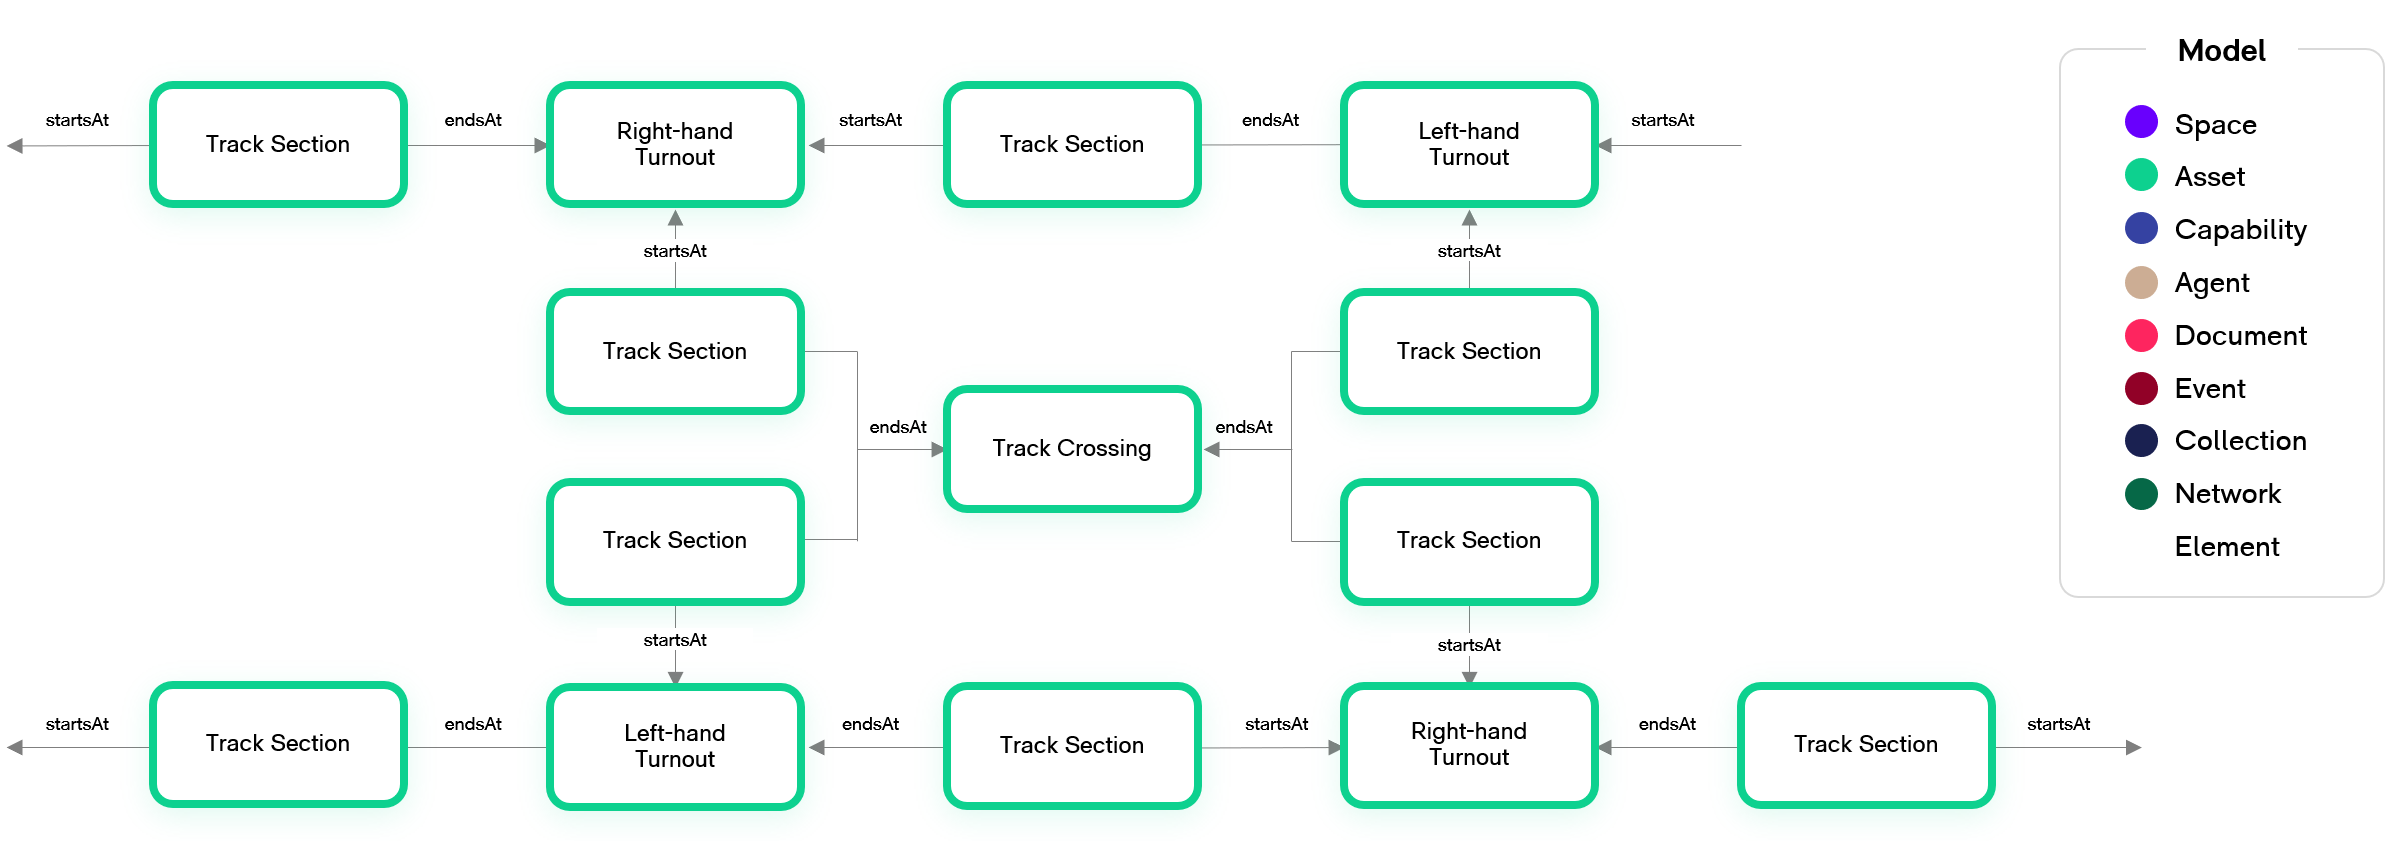 Model
Space
Asset
Capability
Agent
Document
Event
Collection
Network
Element
startsAt
Track Section
endsAt
Right-hand
Turnout
startsAt
Track Section
endsAt
Left-hand
Turnout
startsAt
startsAt
startsAt
Track Section
Track Section
endsAt
Track Crossing
endsAt
Track Section
Track Section
startsAt
startsAt
startsAt
Track Section
endsAt
Left-hand
Turnout
endsAt
Track Section
startsAt
Right-hand
Turnout
endsAt
Track Section
startsAt